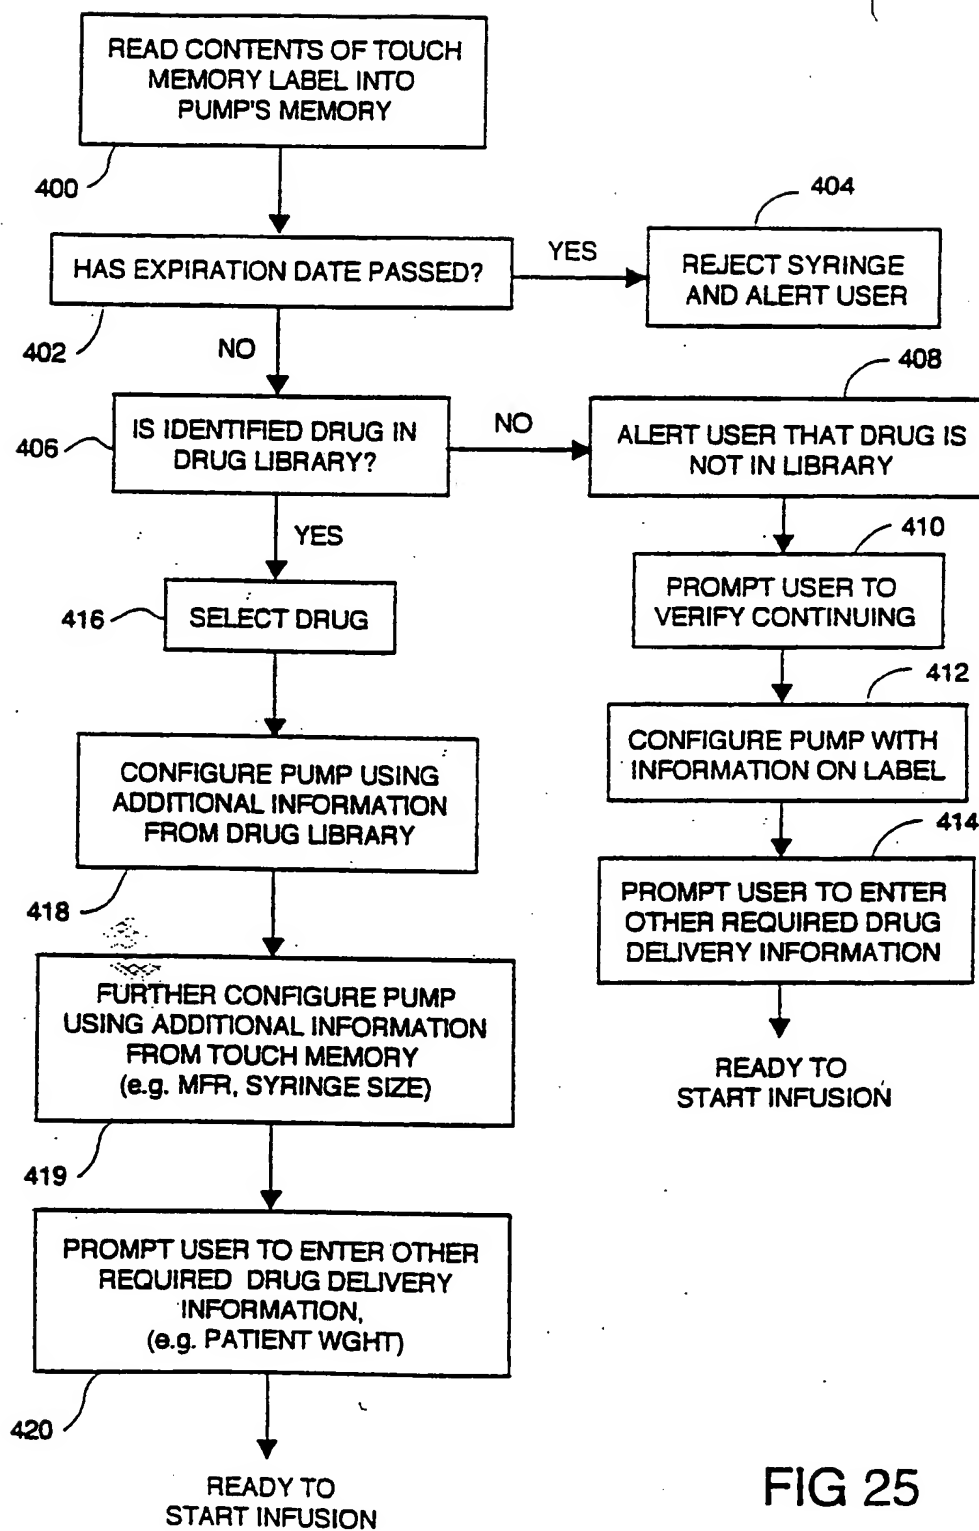 READ CONTENTS OF TOUCH
MEMORY LABEL INTO
PUMP'S MEMORY
400
404
HAS EXPIRATION DATE PASSED?
YES
REJECT SYRINGE
AND ALERT USER
402
NO
408
406
IS IDENTIFIED DRUG IN
DRUG LIBRARY?
NO
ALERT USER THAT DRUG IS
NOT IN LIBRARY
YES
410
416
SELECT DRUG
PROMPT USER TO
VERIFY CONTINUING
412
CONFIGURE PUMP WITH
INFORMATION ON LABEL
CONFIGURE PUMP USING
ADDITIONAL INFORMATION
FROM DRUG LIBRARY
414
418
PROMPT USER TO ENTER
OTHER REQUIRED DRUG
DELIVERY INFORMATION
FURTHER CONFIGURE PUMP
USING ADDITIONAL INFORMATION
FROM TOUCH MEMORY
(e.g. MFR, SYRINGE SIZE)
READY TO
START INFUSION
419
PROMPT USER TO ENTER OTHER
REQUIRED DRUG DELIVERY
INFORMATION,
(e.g. PATIENT WGHT)
420
READY TO
START INFUSION
FIG 25